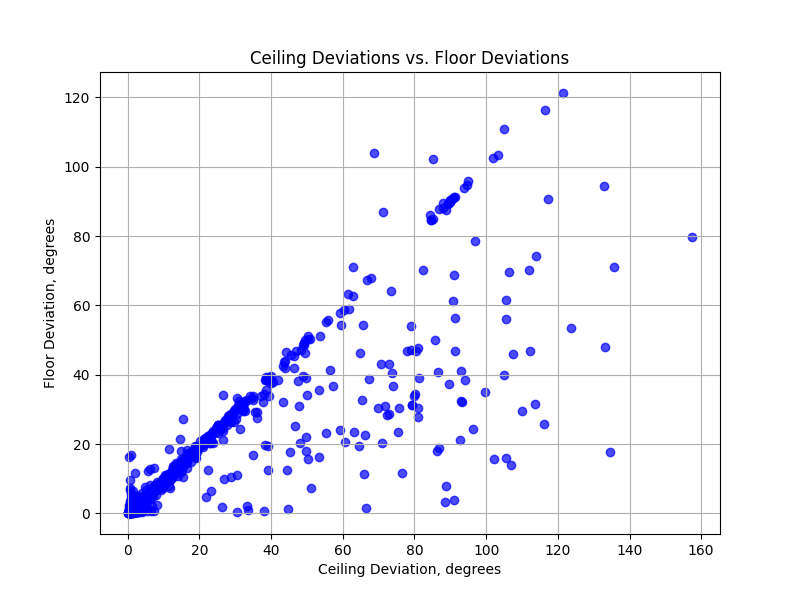 Ceiling Deviations vs. Floor Deviations
120
100
80
60
40
20
0
Floor Deviation, degrees
0 20 40 60 80 100 120 140 160
Ceiling Deviation, degrees